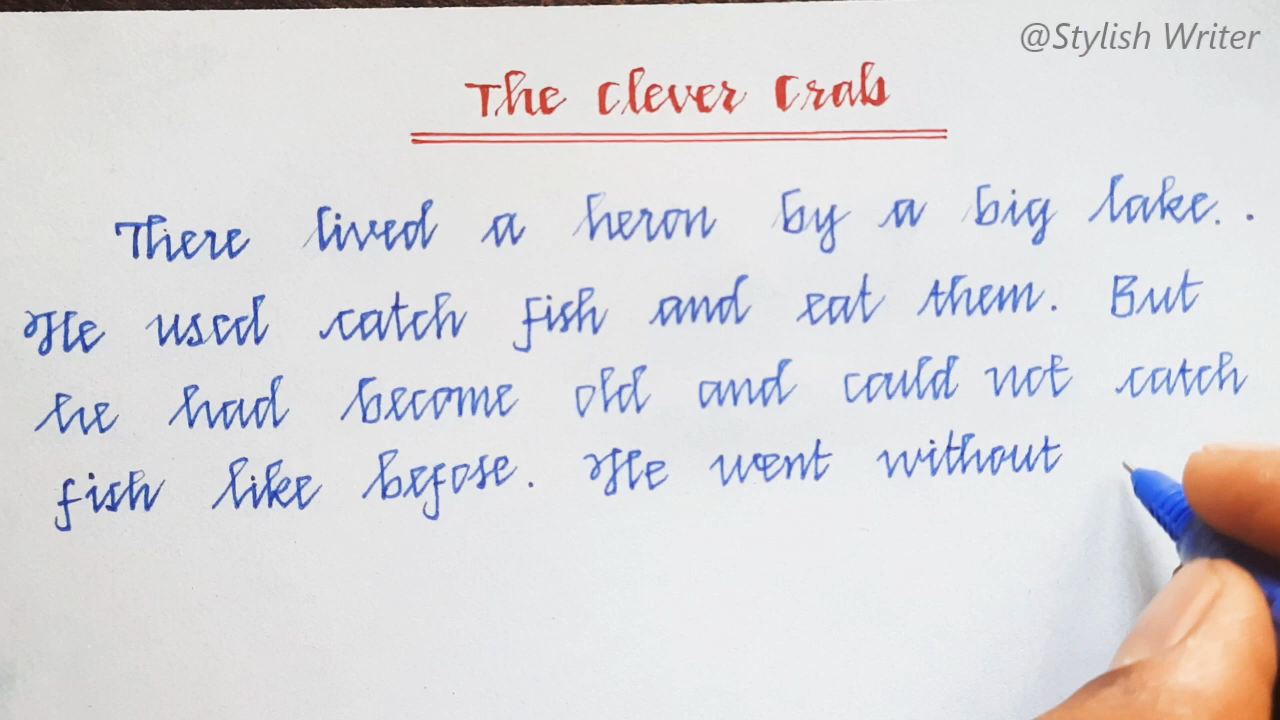 @Stylish Writer
The Clever Crab
There lived a heron by a big lake. .
He used catch fish and eat them. But
he had become old and could not catch
fish like before. He went without